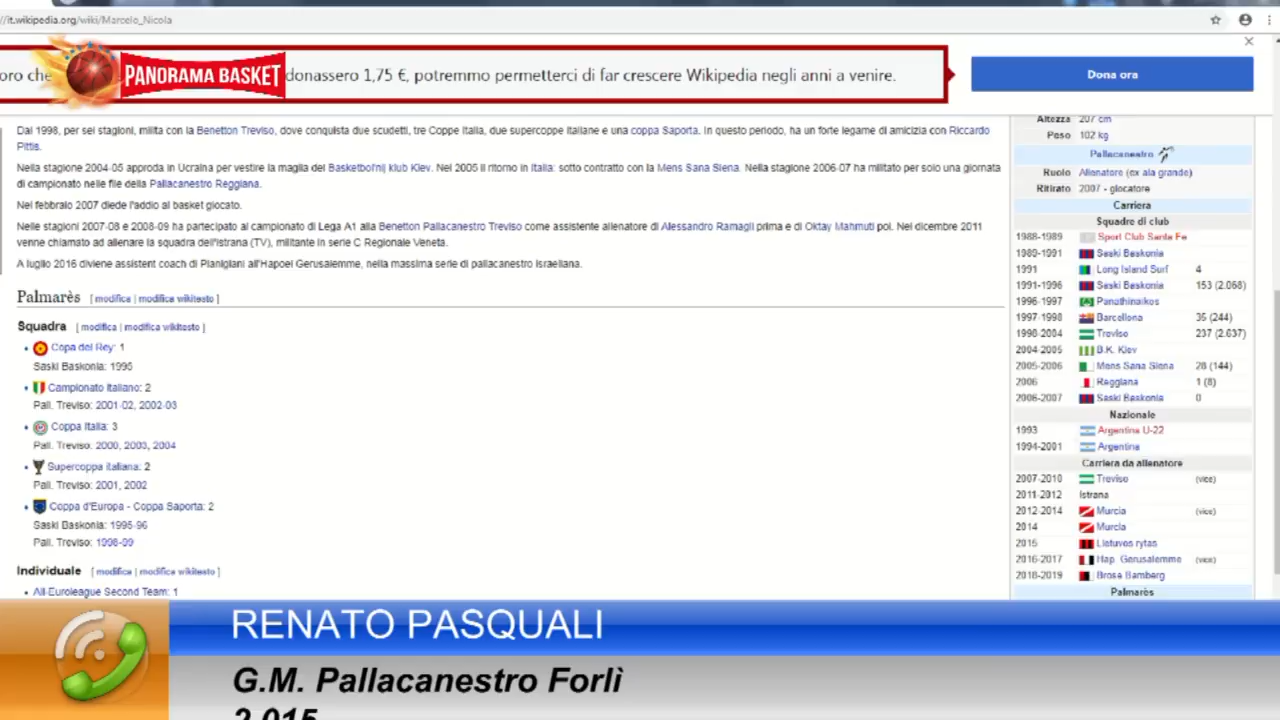 //it.wikipedia.org/wiki/Marcelo_Nicola
oro che
PANORAMA BASKET
donassero 1,75 €, potremmo permetterci di far crescere Wikipedia negli anni a venire.
Dona ora
Dal 1998, per sei stagioni, milita con la Benetton Treviso, dove conquista due scudetti, tre Coppe Italia, due supercoppe italiane e una coppa Saporta. In questo periodo, ha un forte legame di amicizia con Riccardo
Pittis.
Nella stagione 2004-05 approda in Ucraina per vestire la maglia del Basketbol'nij klub Kiev. Nel 2005 il ritorno in Italia: sotto contratto con la Mens Sana Siena. Nella stagione 2006-07 ha militato per solo una giornata
di campionato nelle file della Pallacanestro Reggiana.
Nel febbraio 2007 diede l'addio al basket giocato.
Nelle stagioni 2007-08 e 2008-09 ha partecipato al campionato di Lega A1 alla Benetton Pallacanestro Treviso come assistente allenatore di Alessandro Ramagli prima e di Oktay Mahmuti poi. Nel dicembre 2011
venne chiamato ad allenare la squadra dell'Istrana (TV), militante in serie C Regionale Veneta.
A luglio 2016 diviene assistent coach di Pianigiani all'Hapoel Gerusalemme, nella massima serie di pallacanestro israeliana.
Palmarès [ modifica | modifica wikitesto ]
Squadra [ modifica | modifica wikitesto ]
• Copa del Rey: 1
Saski Baskonia: 1995
• Campionato italiano: 2
Pall. Treviso: 2001-02, 2002-03
• Coppa Italia: 3
Pall. Treviso: 2000, 2003, 2004
• Supercoppa italiana: 2
Pall. Treviso: 2001, 2002
• Coppa d'Europa - Coppa Saporta: 2
Saski Baskonia: 1995-96
Pall. Treviso: 1998-99
Individuale [ modifica | modifica wikitesto ]
• All-Euroleague Second Team: 1
Altezza 207 cm
Peso 102 kg
Pallacanestro
Ruolo Allenatore (ex ala grande)
Ritirato 2007 - giocatore
Carriera
Squadre di club
1988-1989 Sport Club Santa Fe
1989-1991 Saski Baskonia
1991 Long Island Surf 4
1991-1996 Saski Baskonia 153 (2.068)
1996-1997 Panathinaikos
1997-1998 Barcellona 35 (244)
1998-2004 Treviso 237 (2.637)
2004-2005 B.K. Kiev
2005-2006 Mens Sana Siena 28 (144)
2006 Reggiana 1 (8)
2006-2007 Saski Baskonia 0
Nazionale
1993 Argentina U-22
1994-2001 Argentina
Carriera da allenatore
2007-2010 Treviso (vice)
2011-2012 Istrana
2012-2014 Murcia (vice)
2014 Murcia
2015 Lietuvos rytas
2016-2017 Hap. Gerusalemme (vice)
2018-2019 Brose Bamberg
Palmarès
RENATO PASQUALI
G.M. Pallacanestro Forlì
2.015